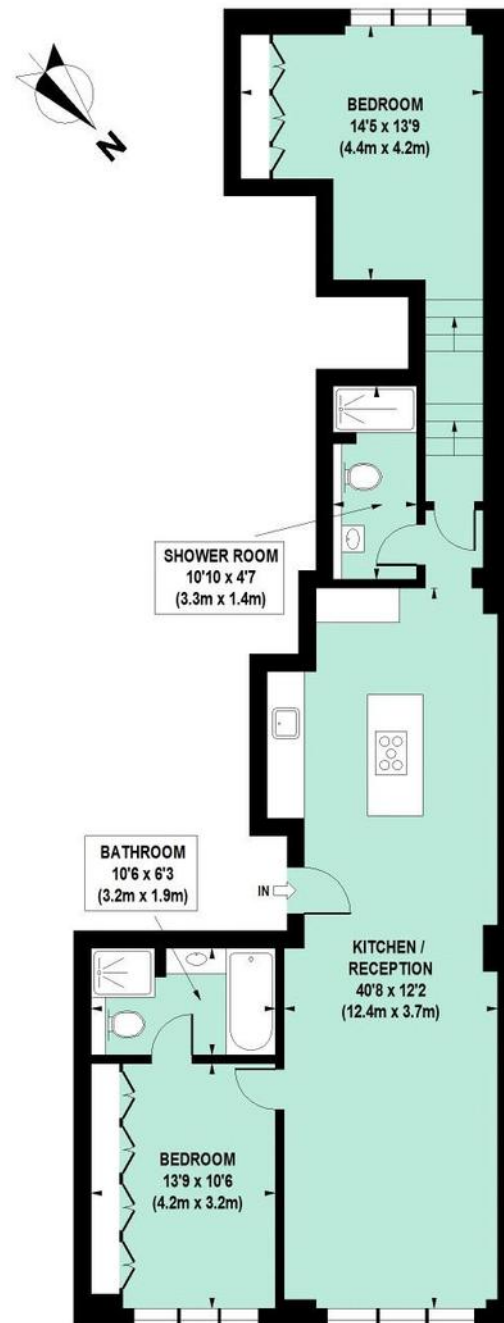 N
BEDROOM
14'5 x 13'9
(4.4m x 4.2m)
SHOWER ROOM
10'10 x 4'7
(3.3m x 1.4m)
BATHROOM
10'6 x 6'3
(3.2m x 1.9m)
IN
KITCHEN /
RECEPTION
40'8 x 12'2
(12.4m x 3.7m)
BEDROOM
13'9 x 10'6
(4.2m x 3.2m)